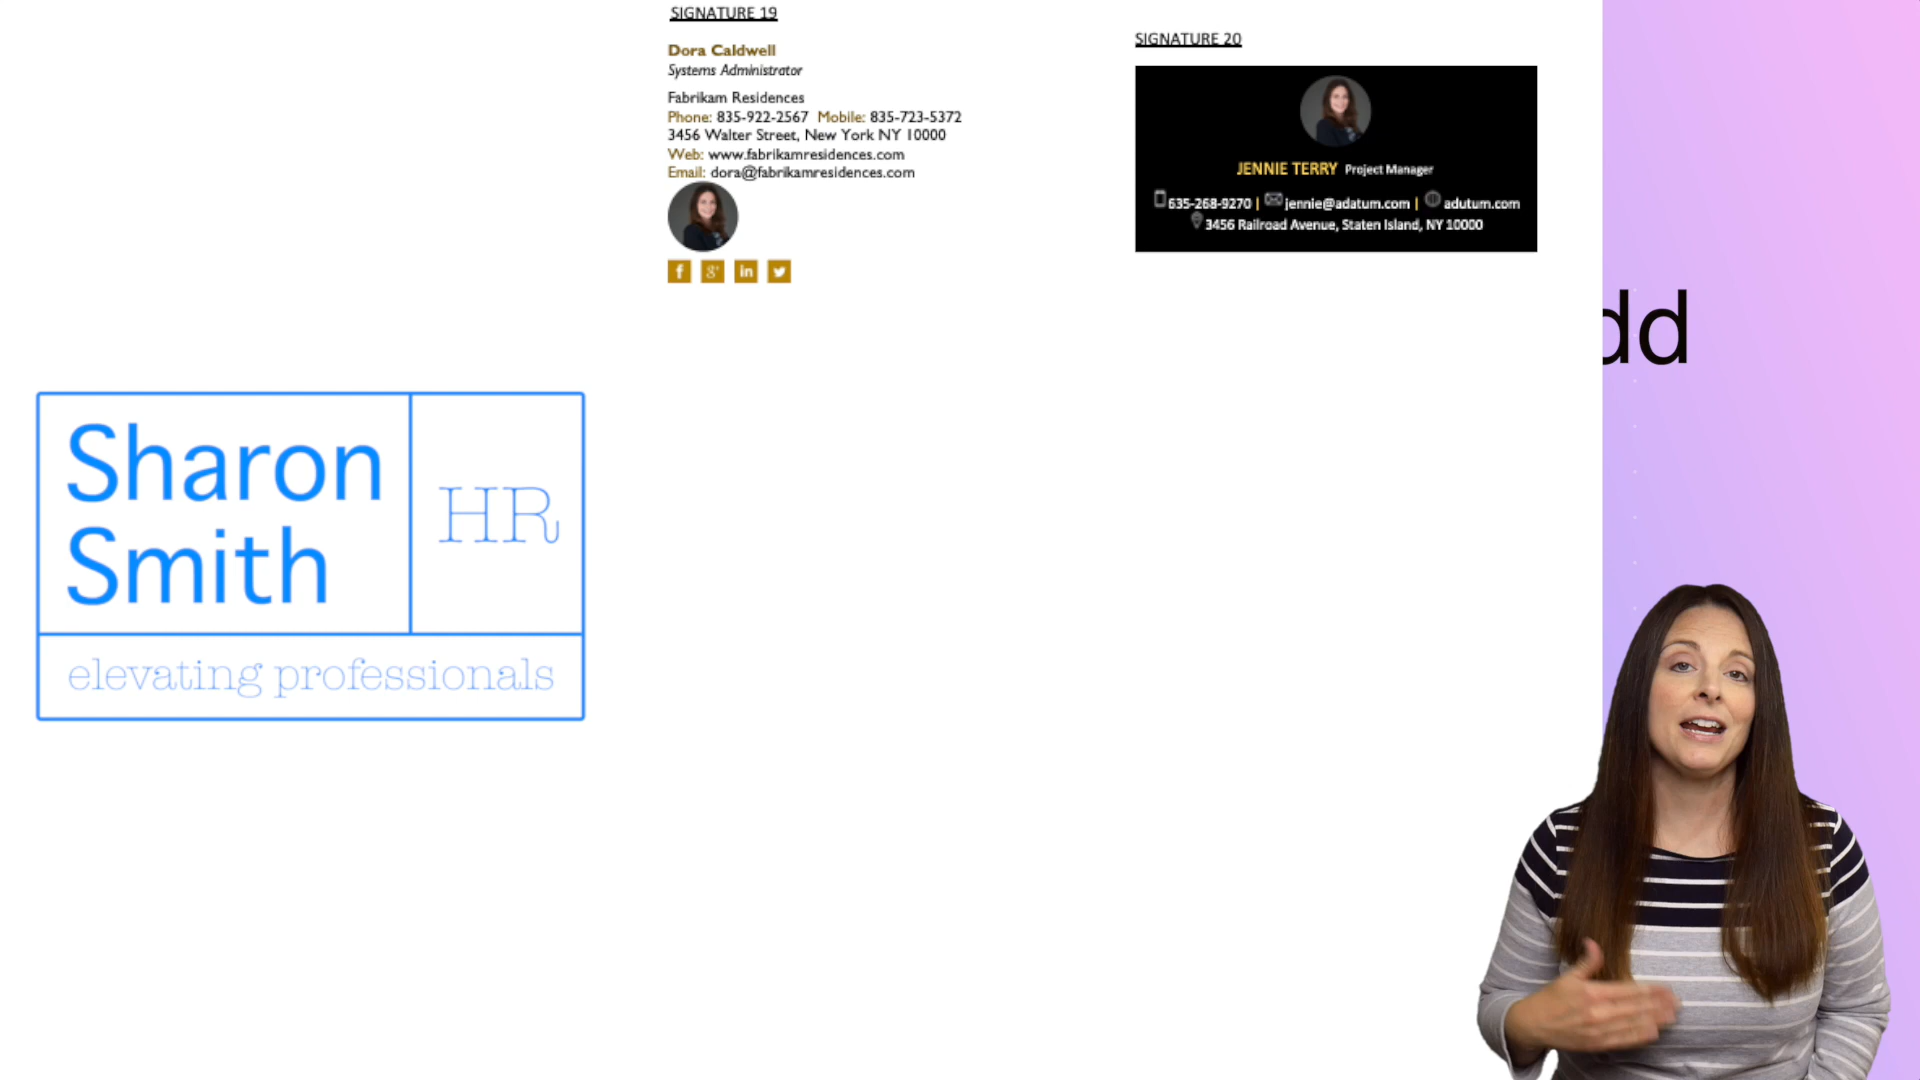 SIGNATURE 19
Dora Caldwell
Systems Administrator
Fabrikam Residences
Phone: 835-922-2567 Mobile: 835-723-5372
3456 Walter Street, New York NY 10000
Web: www.fabrikamresidences.com
Email: dora@fabrikamresidences.com
f g+ in
SIGNATURE 20
JENNIE TERRY Project Manager
635-268-9270 | jennie@adatum.com | adutum.com
3456 Railroad Avenue, Staten Island, NY 10000
dd
Sharon
Smith
HR
elevating professionals